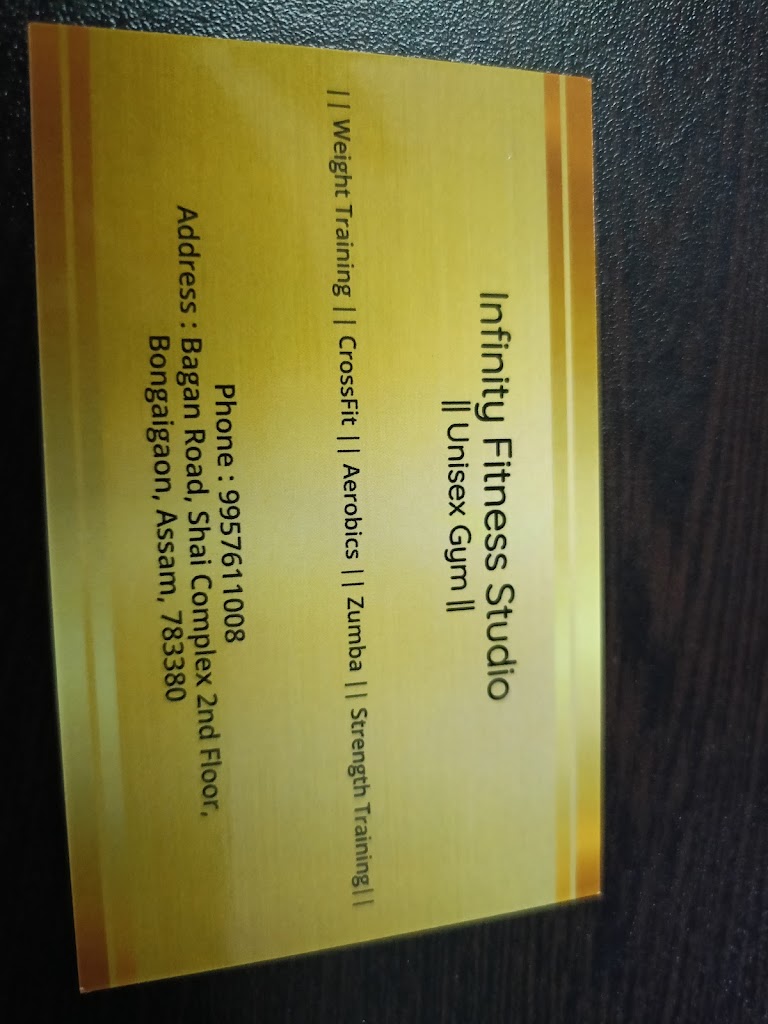 Infinity Fitness Studio
|| Unisex Gym ||
|| Weight Training || CrossFit || Aerobics || Zumba || Strength Training||
Phone : 9957611008
Address : Bagan Road, Shai Complex 2nd Floor,
Bongaigaon, Assam, 783380